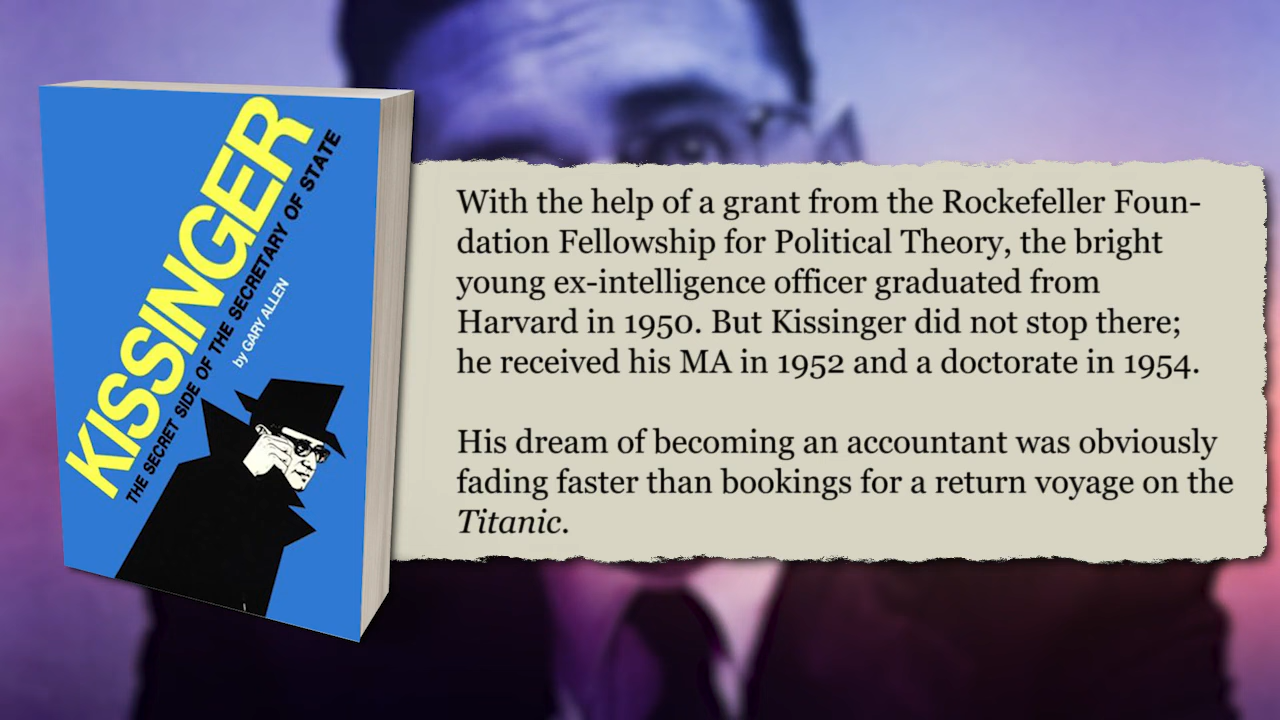 KISSINGER
THE SECRET SIDE OF THE SECRETARY OF STATE
by GARY ALLEN
With the help of a grant from the Rockefeller Foun-
dation Fellowship for Political Theory, the bright
young ex-intelligence officer graduated from
Harvard in 1950. But Kissinger did not stop there;
he received his MA in 1952 and a doctorate in 1954.
His dream of becoming an accountant was obviously
fading faster than bookings for a return voyage on the
Titanic.